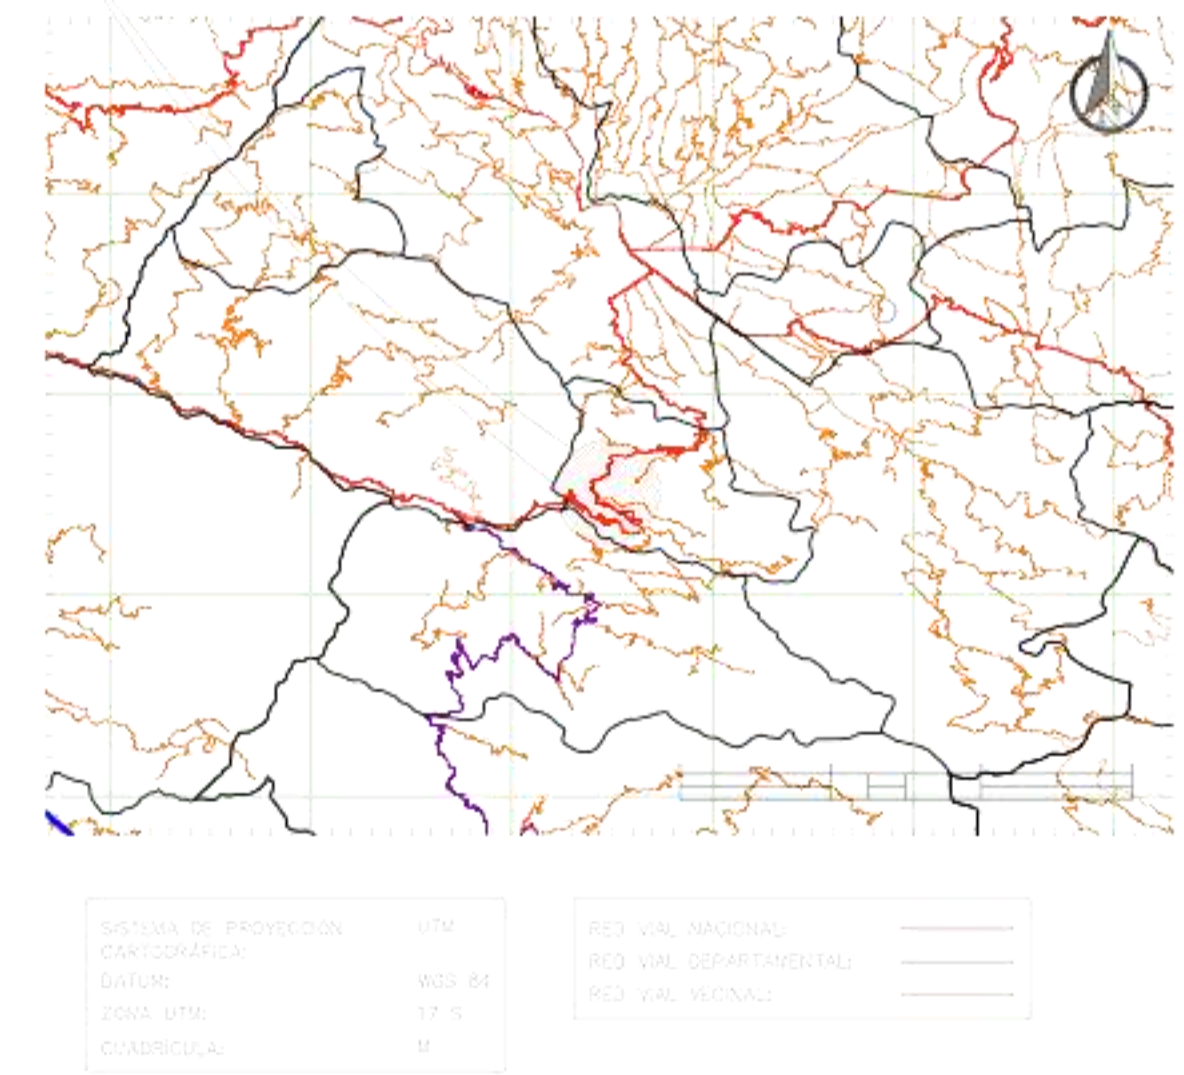 SISTEMA DE PROYECCIÓN UTM
CARTOGRÁFICA:
DATUM: WGS 84
ZONA UTM: 17 S
CUADRÍCULA: M
RED VIAL NACIONAL:
RED VIAL DEPARTAMENTAL:
RED VIAL VECINAL: